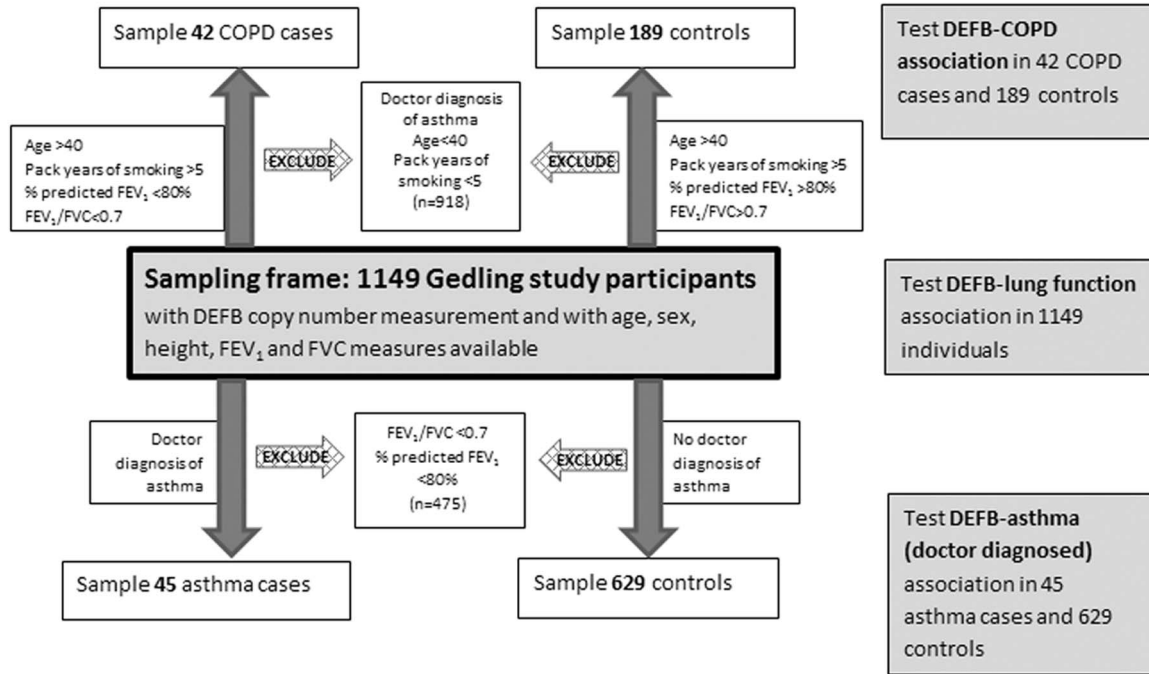 Sample 42 COPD cases
Sample 189 controls
Test DEFB-COPD
association in 42 COPD
cases and 189 controls
Age >40
Pack years of smoking >5
% predicted FEV₁ <80%
FEV₁/FVC<0.7
EXCLUDE
Doctor diagnosis
of asthma
Age<40
Pack years of
smoking <5
(n=918)
EXCLUDE
Age >40
Pack years of smoking >5
% predicted FEV₁ >80%
FEV₁/FVC>0.7
Sampling frame: 1149 Gedling study participants
with DEFB copy number measurement and with age, sex,
height, FEV₁ and FVC measures available
Test DEFB-lung function
association in 1149
individuals
Doctor
diagnosis of
asthma
EXCLUDE
FEV₁/FVC <0.7
% predicted FEV₁
<80%
(n=475)
EXCLUDE
No doctor
diagnosis of
asthma
Sample 45 asthma cases
Sample 629 controls
Test DEFB-asthma
(doctor diagnosed)
association in 45
asthma cases and 629
controls